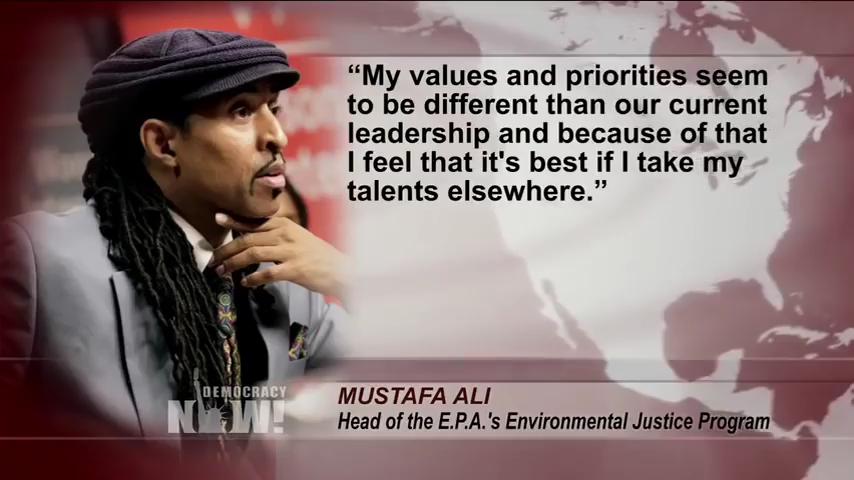 “My values and priorities seem
to be different than our current
leadership and because of that
I feel that it's best if I take my
talents elsewhere.”
DEMOCRACY
NOW!
MUSTAFA ALI
Head of the E.P.A.'s Environmental Justice Program